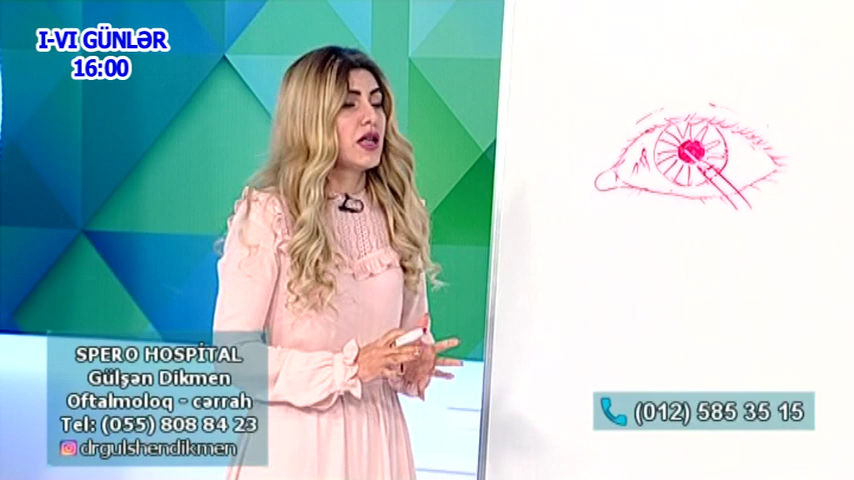 I-VI GÜNLƏR
16:00
SPERO HOSPİTAL
Gülşən Dikmen
Oftalmoloq - cərrah
Tel: (055) 808 84 23
drgulshendikmen
(012) 585 35 15